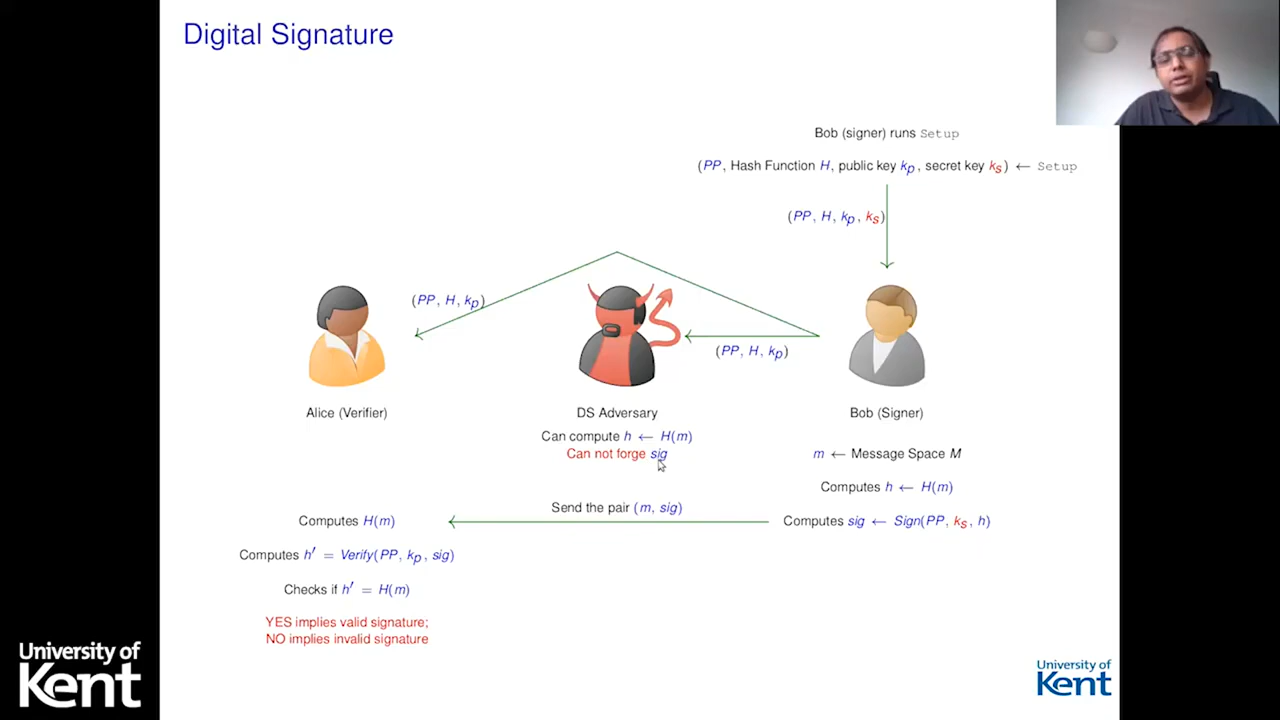 Digital Signature
Bob (signer) runs Setup
(PP, Hash Function H, public key kₚ, secret key kₛ) ← Setup
(PP, H, kₚ, kₛ)
(PP, H, kₚ)
(PP, H, kₚ)
Alice (Verifier)
DS Adversary
Bob (Signer)
Can compute h ← H(m)
Can not forge sig
m ← Message Space M
Computes h ← H(m)
Send the pair (m, sig)
Computes H(m)
Computes sig ← Sign(PP, kₛ, h)
Computes h′ = Verify(PP, kₚ, sig)
Checks if h′ = H(m)
YES implies valid signature;
NO implies invalid signature
University of
Kent
University of
Kent